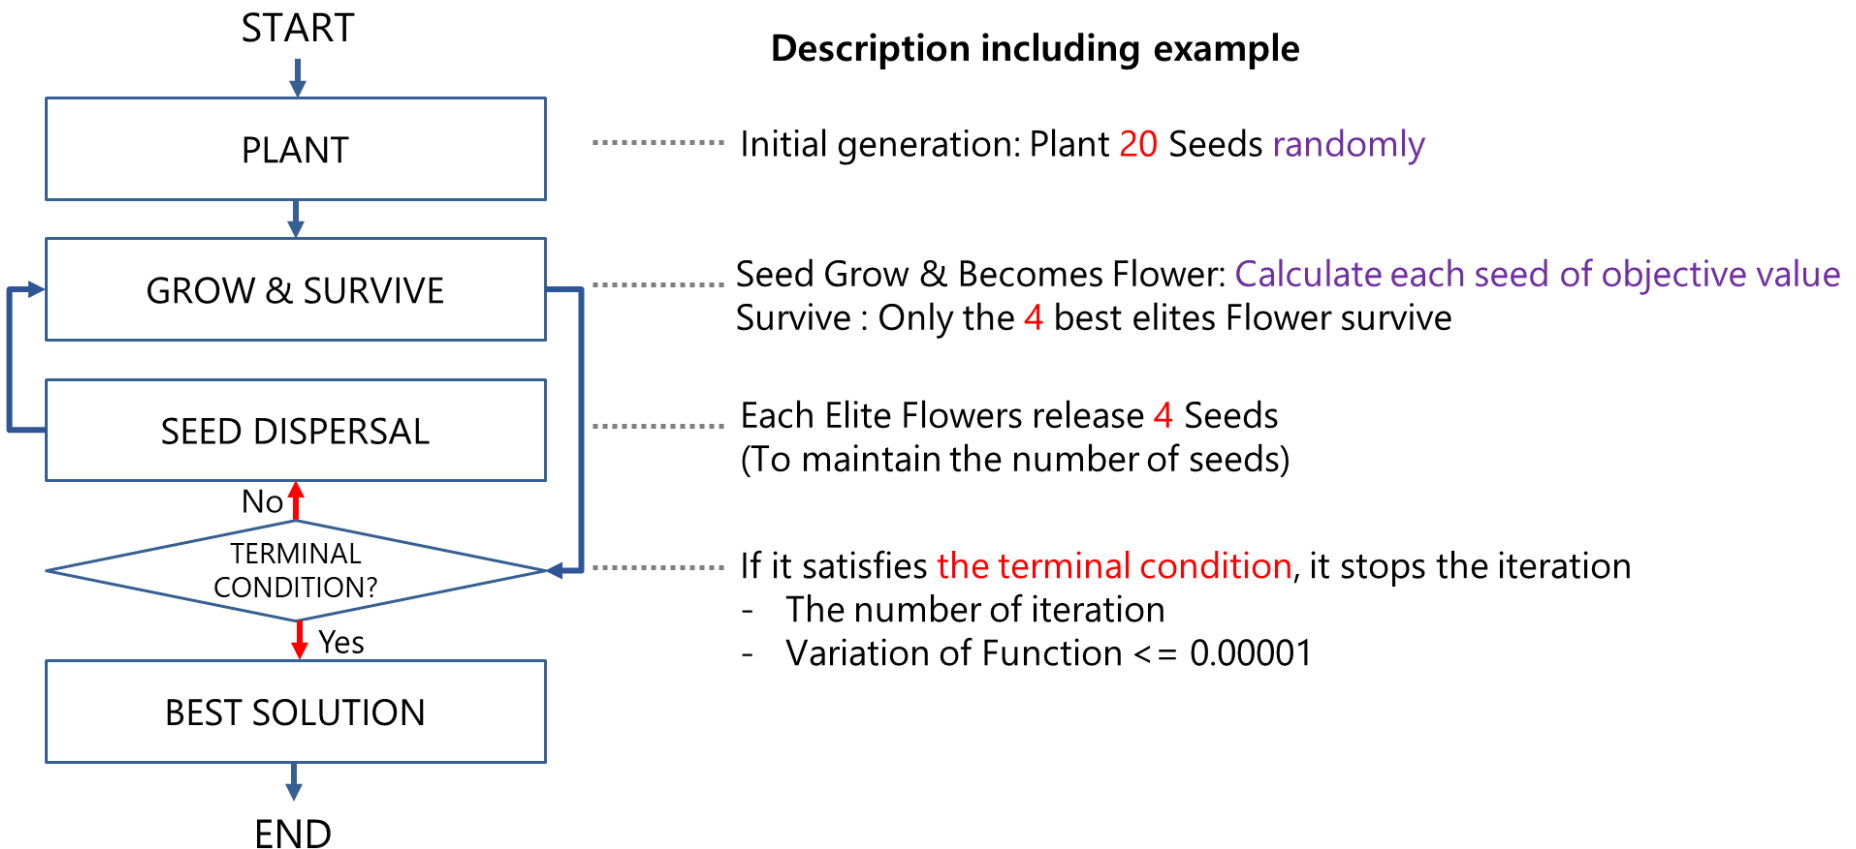 START
Description including example
PLANT
Initial generation: Plant 20 Seeds randomly
GROW & SURVIVE
Seed Grow & Becomes Flower: Calculate each seed of objective value
Survive : Only the 4 best elites Flower survive
SEED DISPERSAL
Each Elite Flowers release 4 Seeds
(To maintain the number of seeds)
No
TERMINAL
CONDITION?
If it satisfies the terminal condition, it stops the iteration
- The number of iteration
- Variation of Function <= 0.00001
Yes
BEST SOLUTION
END